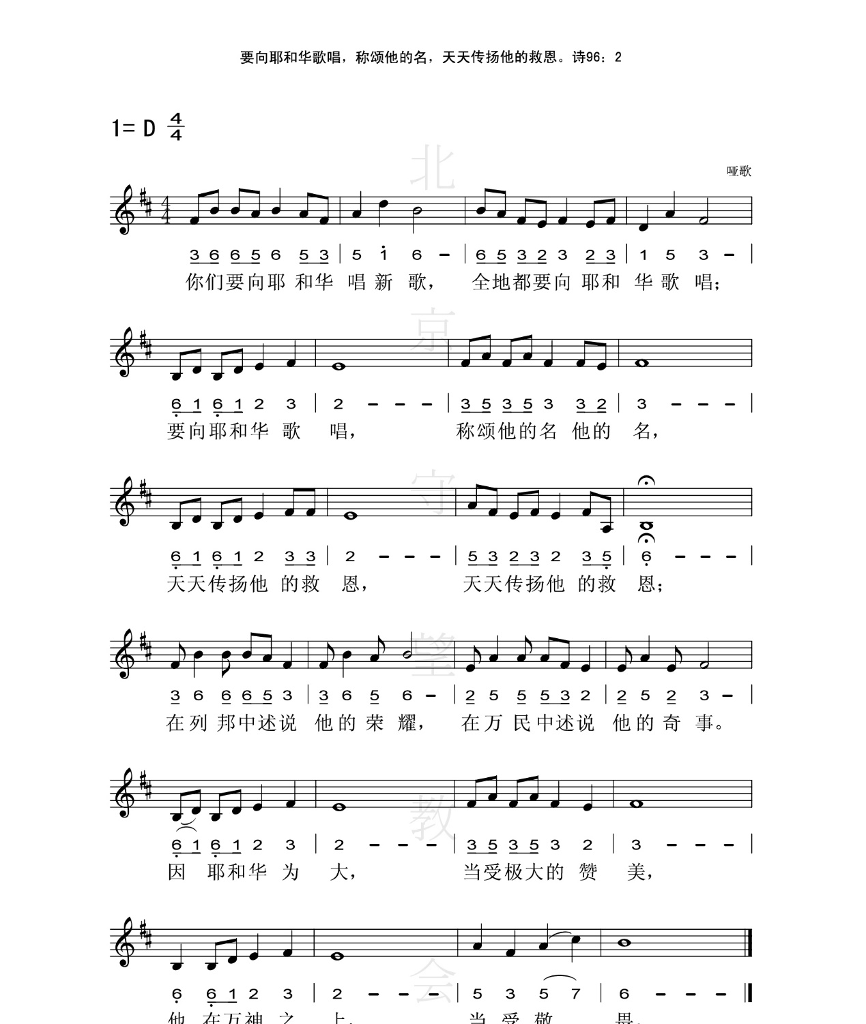 要向耶和华歌唱，称颂他的名，天天传扬他的救恩。诗96：2
1= D 4/4
哑歌
3 6 6 5 6 5 3 | 5 1 6 – | 6 5 3 2 3 2 3 | 1 5 3 – |
你们要向耶 和华 唱 新 歌， 全地都要向 耶和 华 歌 唱；
6 1 6 1 2 3 | 2 – – – | 3 5 3 5 3 3 2 | 3 – – – |
要向耶和华 歌 唱， 称颂他的名 他的 名，
6 1 6 1 2 3 3 | 2 – – – | 5 3 2 3 2 3 5 | 6 – – – |
天天传扬他 的救 恩， 天天传扬他 的救 恩；
3 6 6 6 5 3 | 3 6 5 6 – | 2 5 5 5 3 2 | 2 5 2 3 – |
在 列 邦中述说 他的 荣 耀， 在 万 民中述说 他的 奇 事。
6 1 6 1 2 3 | 2 – – – | 3 5 3 5 3 2 | 3 – – – |
因 耶和华 为 大， 当受极大的 赞 美，
6 6 1 2 3 | 2 – – – | 5 3 5 7 | 6 – – – |
他 在万神 之 上， 当 受 敬 畏。
北京守望教会